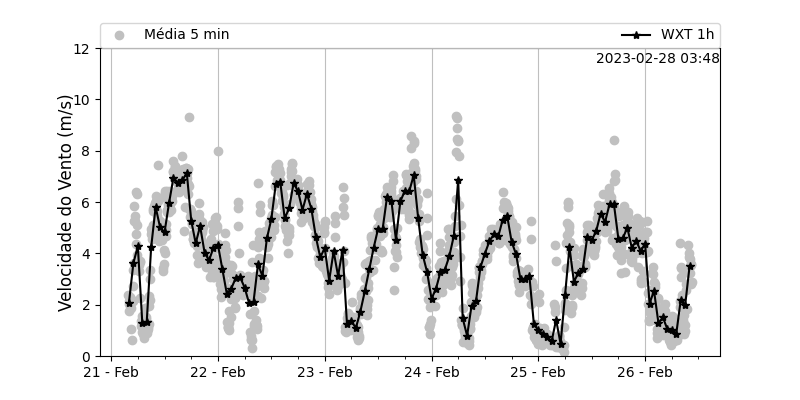 Média 5 min
WXT 1h
2023-02-28 03:48
Velocidade do Vento (m/s)
12
10
8
6
4
2
0
21 - Feb
22 - Feb
23 - Feb
24 - Feb
25 - Feb
26 - Feb